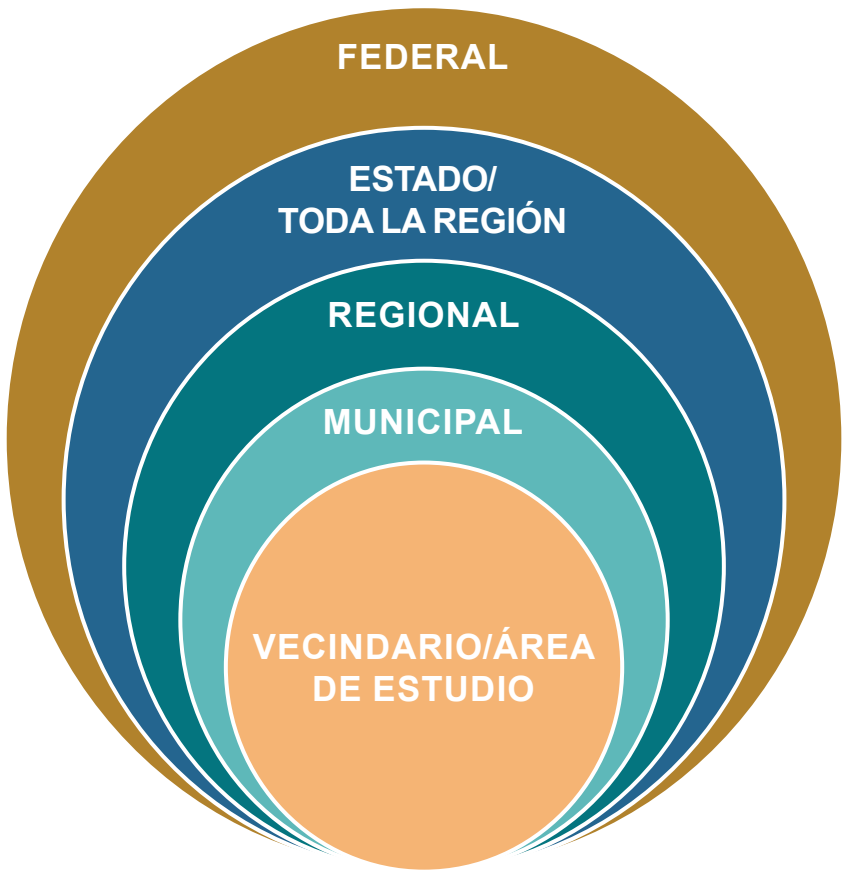 FEDERAL
ESTADO/
TODA LA REGIÓN
REGIONAL
MUNICIPAL
VECINDARIO/ÁREA
DE ESTUDIO